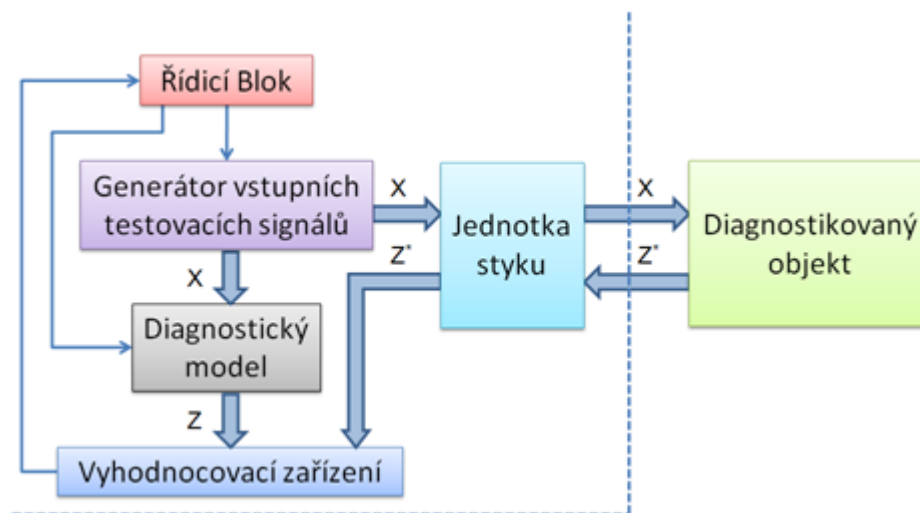 Řídicí Blok
Generátor vstupních
testovacích signálů
X
Jednotka
styku
X
Diagnostikovaný
objekt
Z*
Z*
X
Diagnostický
model
Z
Vyhodnocovací zařízení